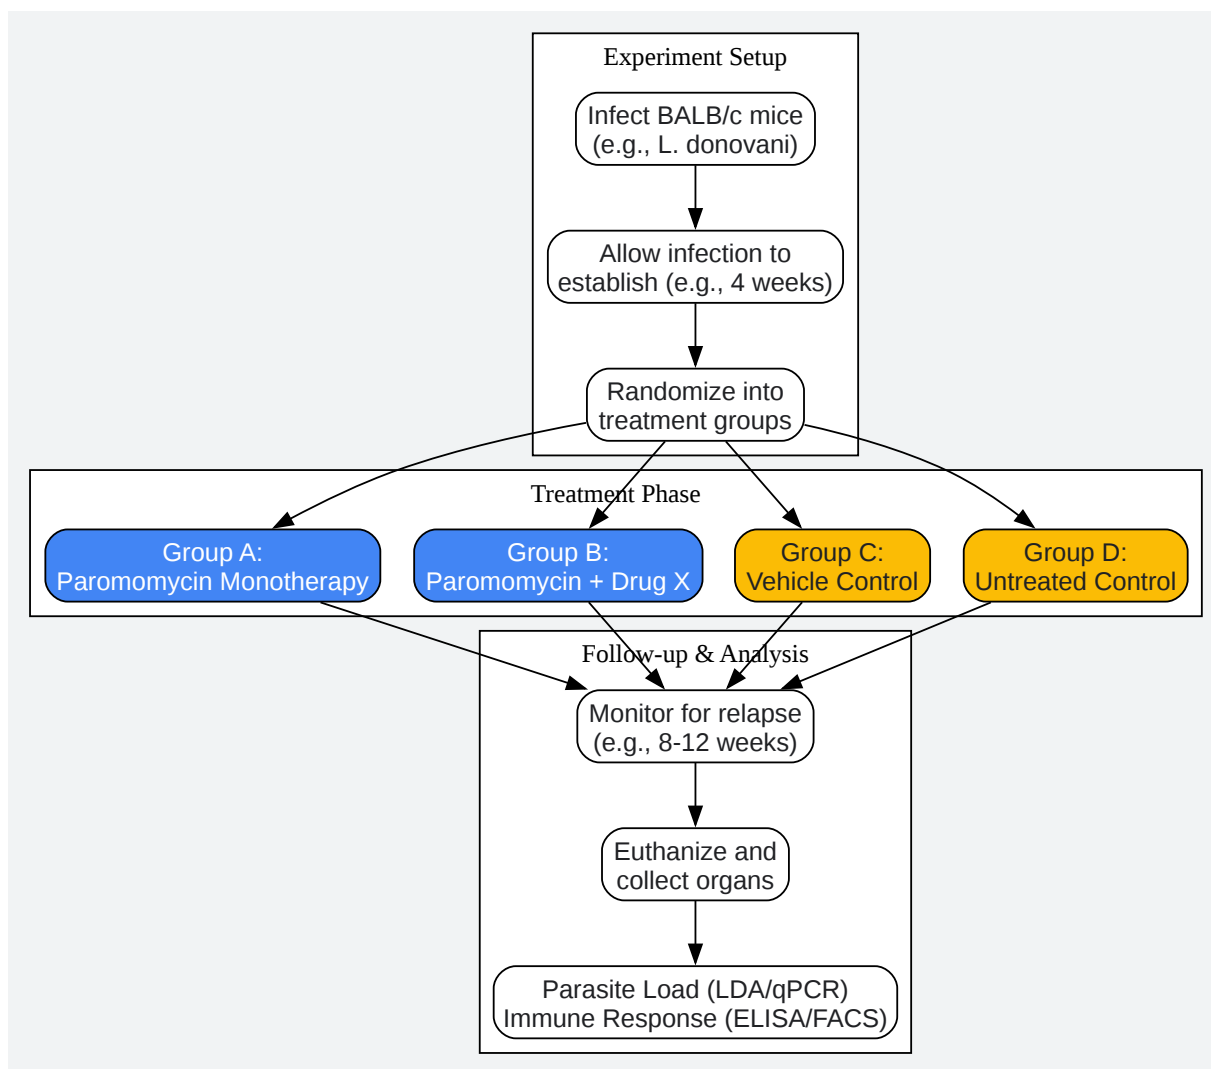 Experiment Setup
Infect BALB/c mice
(e.g., L. donovani)
Allow infection to
establish (e.g., 4 weeks)
Randomize into
treatment groups
Treatment Phase
Group A:
Paromomycin Monotherapy
Group B:
Paromomycin + Drug X
Group C:
Vehicle Control
Group D:
Untreated Control
Follow-up & Analysis
Monitor for relapse
(e.g., 8-12 weeks)
Euthanize and
collect organs
Parasite Load (LDA/qPCR)
Immune Response (ELISA/FACS)